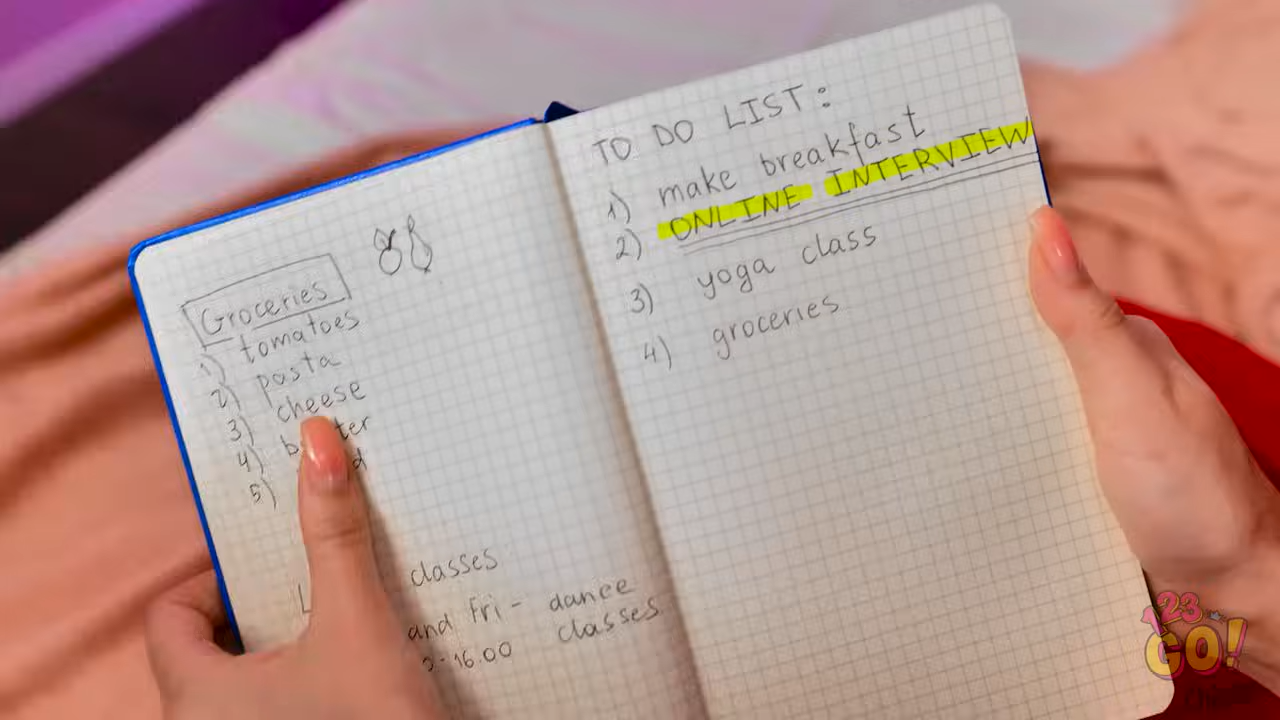 Groceries
1) tomatoes
2) pasta
3) cheese
4)
5)
classes
and Fri - dance
-16.00 classes
TO DO LIST:
1) make breakfast
2) ONLINE INTERVIEW
3) yoga class
4) groceries
123
GO!